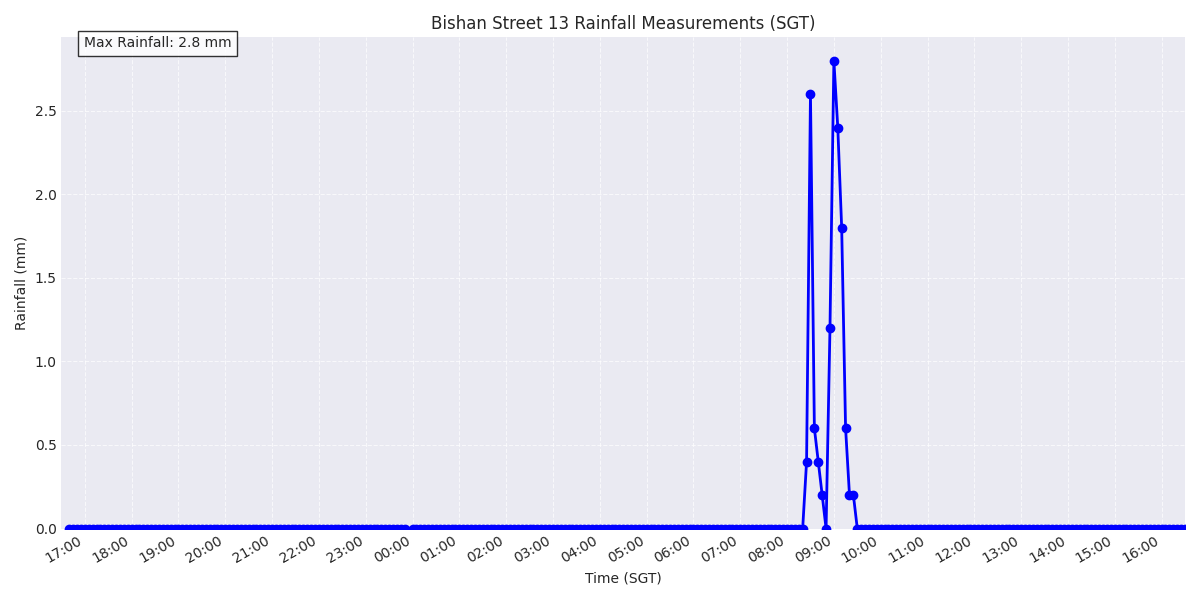 Bishan Street 13 Rainfall Measurements (SGT)
Max Rainfall: 2.8 mm
Rainfall (mm)
2.5
2.0
1.5
1.0
0.5
0.0
17:00 18:00 19:00 20:00 21:00 22:00 23:00 00:00 01:00 02:00 03:00 04:00 05:00 06:00 07:00 08:00 09:00 10:00 11:00 12:00 13:00 14:00 15:00 16:00
Time (SGT)